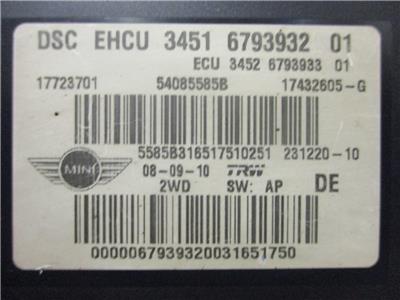 DSC EHCU 3451 6793932 01
ECU 3452 6793933 01
17723701 54085585B 17432605-G
5585B316517510251 231220-10
MINI 08-09-10 TRW
2WD SW: AP DE
0000067939320031651750